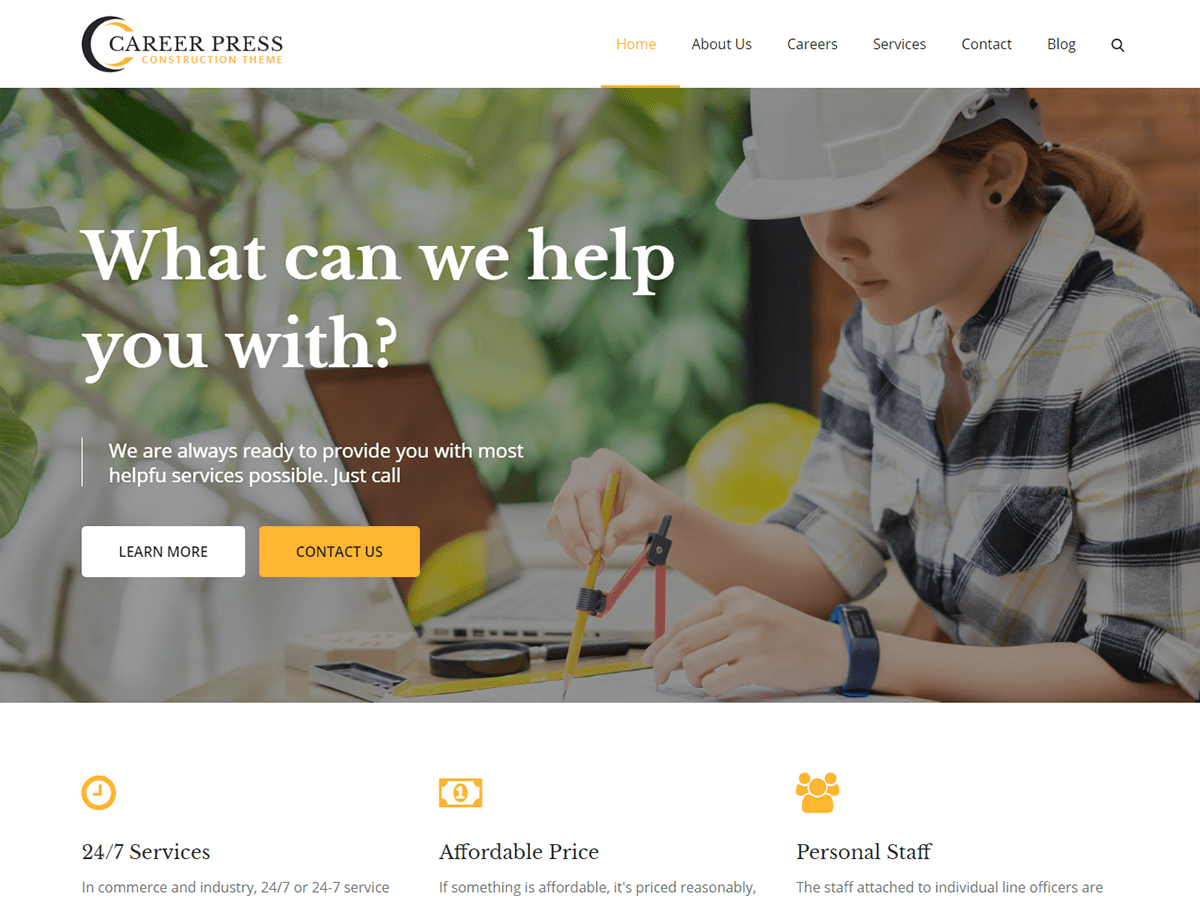 CAREER PRESS
CONSTRUCTION THEME
Home About Us Careers Services Contact Blog
What can we help
you with?
We are always ready to provide you with most
helpfu services possible. Just call
LEARN MORE CONTACT US
1
24/7 Services Affordable Price Personal Staff
In commerce and industry, 24/7 or 24-7 service If something is affordable, it's priced reasonably, The staff attached to individual line officers are